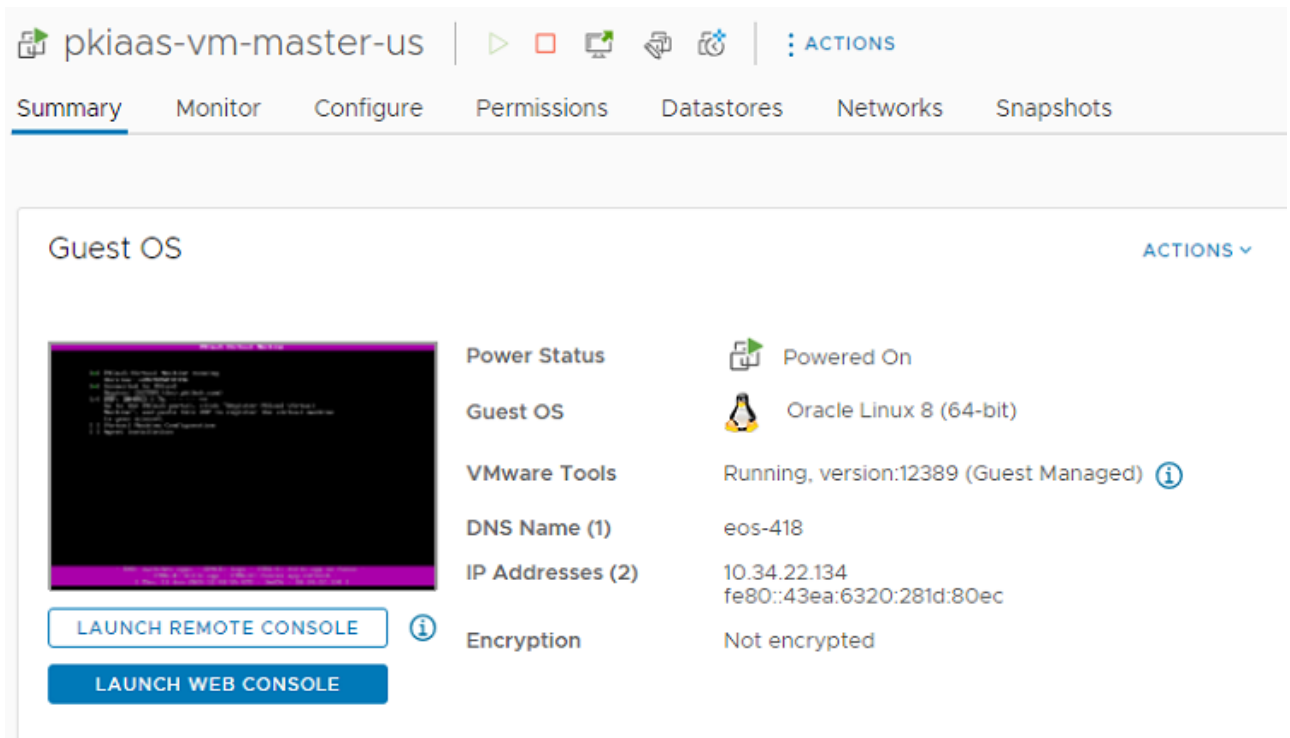 pkiaas-vm-master-us
ACTIONS
Summary Monitor Configure Permissions Datastores Networks Snapshots
Guest OS
ACTIONS
Power Status Powered On
Guest OS Oracle Linux 8 (64-bit)
VMware Tools Running, version:12389 (Guest Managed)
DNS Name (1) eos-418
IP Addresses (2) 10.34.22.134
fe80::43ea:6320:281d:80ec
Encryption Not encrypted
LAUNCH REMOTE CONSOLE
LAUNCH WEB CONSOLE